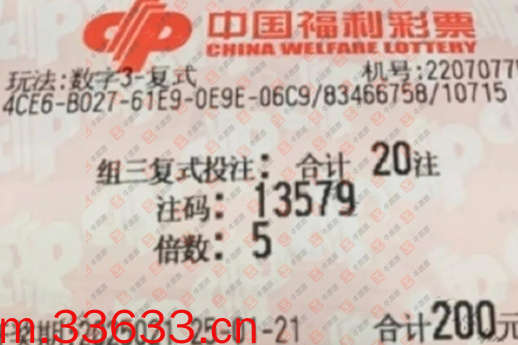 中国福利彩票
CHINA WELFARE LOTTERY
玩法:数字3-复式 机号:2207077
4CE6-B027-61E9-0E9E-06C9/83466758/10715
组三复式投注: 合计 20注
注码: 13579
倍数: 5
合计200元
m.33633.cn